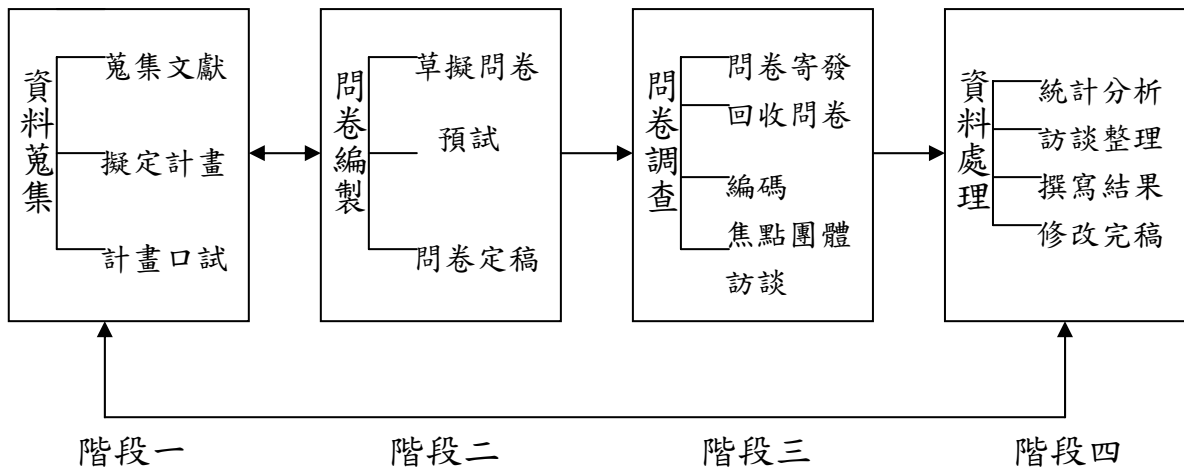 資料蒐集
蒐集文獻
擬定計畫
計畫口試
問卷編製
草擬問卷
預試
問卷定稿
問卷調查
問卷寄發
回收問卷
編碼
焦點團體
訪談
資料處理
統計分析
訪談整理
撰寫結果
修改完稿
階段一
階段二
階段三
階段四